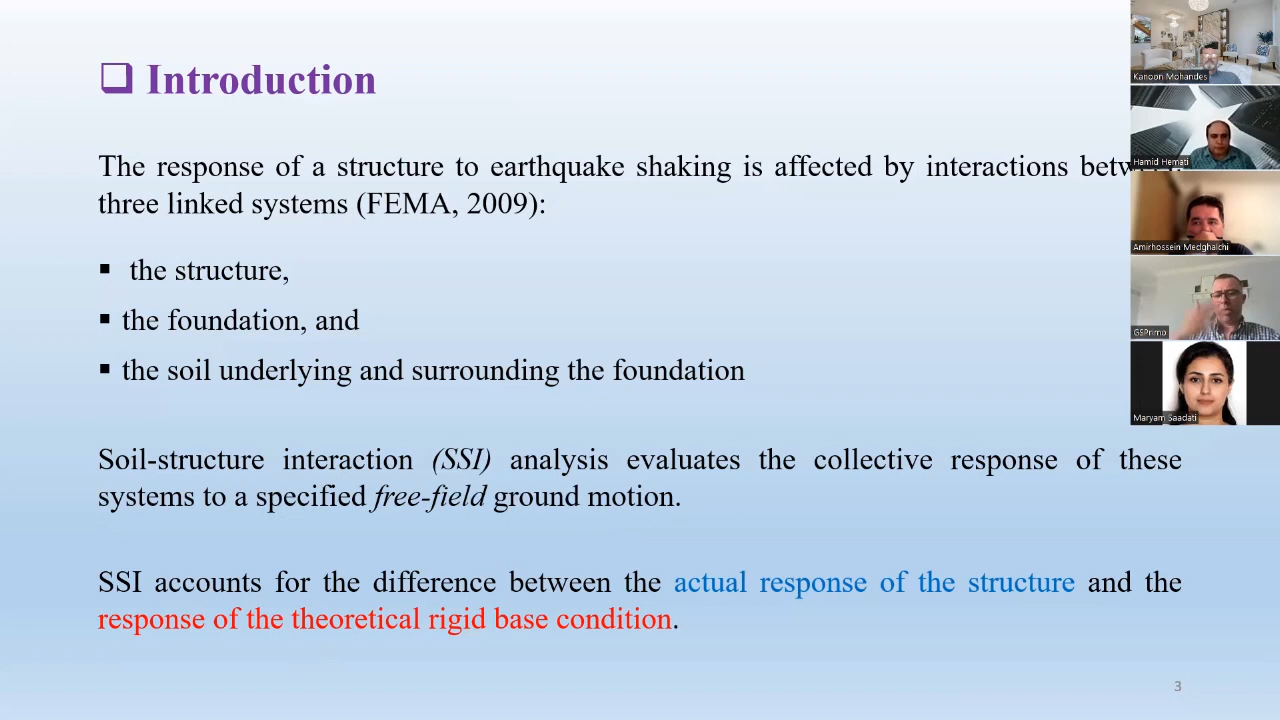 Introduction
The response of a structure to earthquake shaking is affected by interactions
three linked systems (FEMA, 2009):
▪ the structure,
▪ the foundation, and
▪ the soil underlying and surrounding the foundation
Soil-structure interaction (SSI) analysis evaluates the collective response of these
systems to a specified free-field ground motion.
SSI accounts for the difference between the actual response of the structure and the
response of the theoretical rigid base condition.
3
Kanoon Mohandes
Hamid Hemati
Amirhossein Medghalchi
GSPrimo
Maryam Saadati